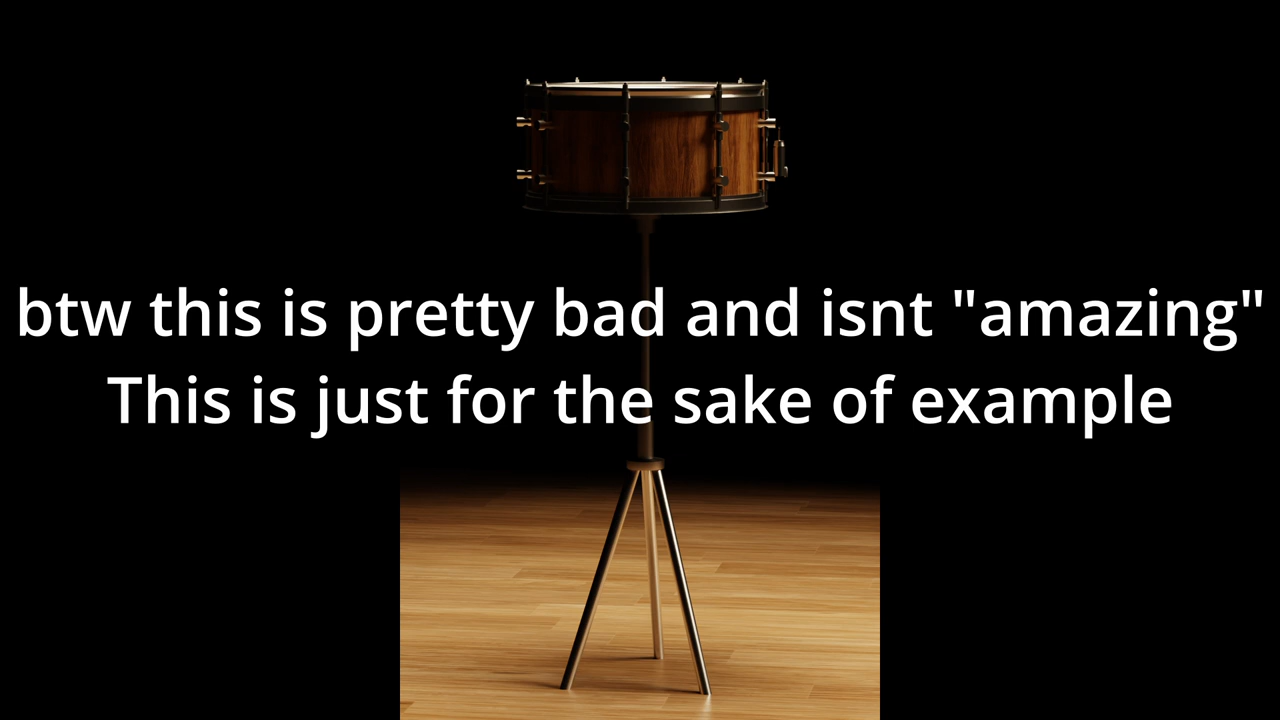 btw this is pretty bad and isnt "amazing"
This is just for the sake of example